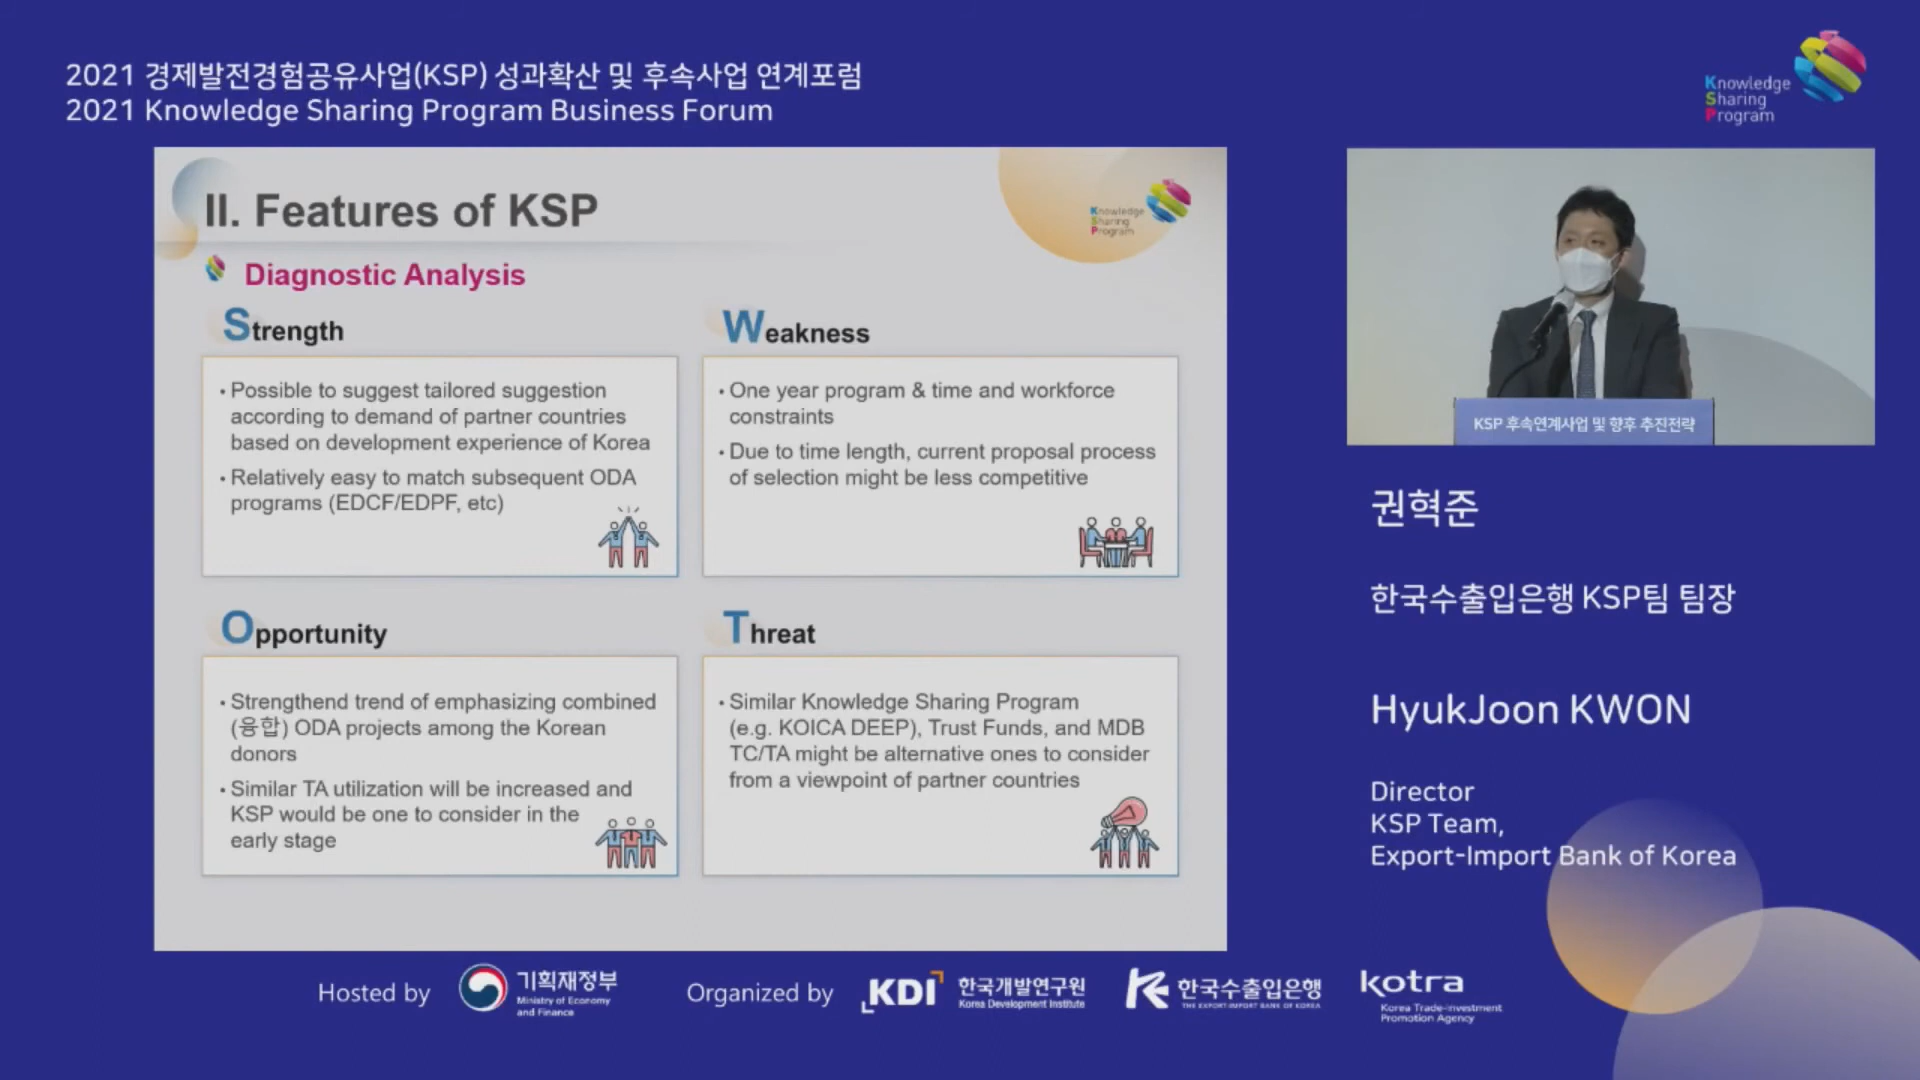 2021 경제발전경험공유사업(KSP) 성과확산 및 후속사업 연계포럼
2021 Knowledge Sharing Program Business Forum
Knowledge
Sharing
Program
II. Features of KSP
Knowledge
Sharing
Program
Diagnostic Analysis
Strength
• Possible to suggest tailored suggestion
according to demand of partner countries
based on development experience of Korea
• Relatively easy to match subsequent ODA
programs (EDCF/EDPF, etc)
Weakness
• One year program & time and workforce
constraints
• Due to time length, current proposal process
of selection might be less competitive
Opportunity
• Strengthend trend of emphasizing combined
(융합) ODA projects among the Korean
donors
• Similar TA utilization will be increased and
KSP would be one to consider in the
early stage
Threat
• Similar Knowledge Sharing Program
(e.g. KOICA DEEP), Trust Funds, and MDB
TC/TA might be alternative ones to consider
from a viewpoint of partner countries
KSP 후속연계사업 및 향후 추진전략
권혁준
한국수출입은행 KSP팀 팀장
HyukJoon KWON
Director
KSP Team,
Export-Import Bank of Korea
Hosted by
기획재정부
Ministry of Economy
and Finance
Organized by
KDI
한국개발연구원
Korea Development Institute
한국수출입은행
THE EXPORT-IMPORT BANK OF KOREA
kotra
Korea Trade-Investment
Promotion Agency